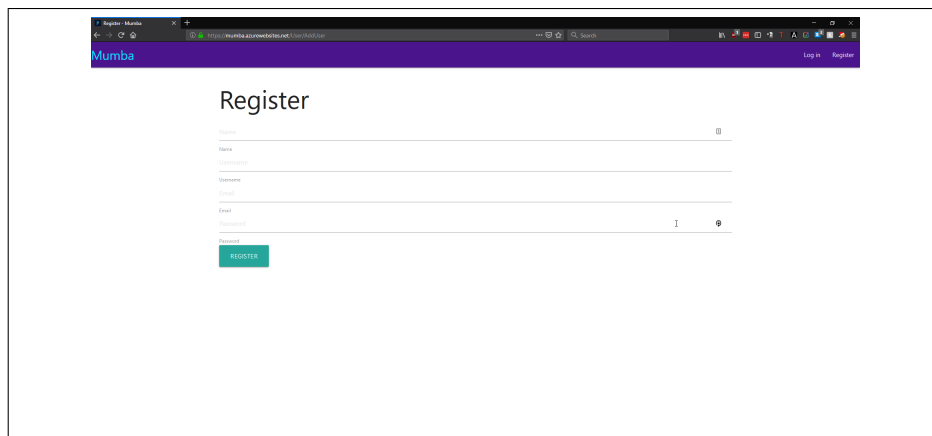 Register - Mumba
https://mumba.azurewebsites.net/User/AddUser
Search
Mumba
Log in Register
Register
Name
Name
Username
Username
Email
Email
Password
Password
REGISTER